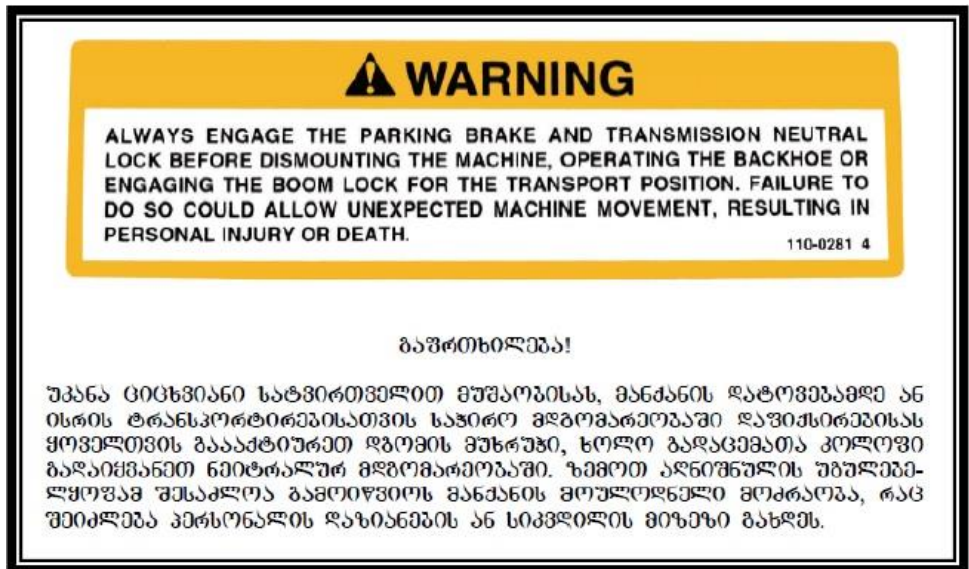 WARNING
ALWAYS ENGAGE THE PARKING BRAKE AND TRANSMISSION NEUTRAL
LOCK BEFORE DISMOUNTING THE MACHINE, OPERATING THE BACKHOE OR
ENGAGING THE BOOM LOCK FOR THE TRANSPORT POSITION. FAILURE TO
DO SO COULD ALLOW UNEXPECTED MACHINE MOVEMENT, RESULTING IN
PERSONAL INJURY OR DEATH.
110-0281 4
გაფრთხილება!
უკანა ციცხვიანი სატვირთველით მუშაობისას, მანქანის დატოვებამდე ან
ისრის ტრანსპორტირებისათვის საჭირო მდგომარეობაში დაფიქსირებისას
ყოველთვის გაააქტიურეთ დგომის მუხრუჭი, ხოლო გადაცემათა კოლოფი
გადაიყვანეთ ნეიტრალურ მდგომარეობაში. ზემოთ აღნიშნულის უგულებე-
ლყოფამ შესაძლოა გამოიწვიოს მანქანის მოულოდნელი მოძრაობა, რაც
შეიძლება პერსონალის დაზიანების ან სიკვდილის მიზეზი გახდეს.